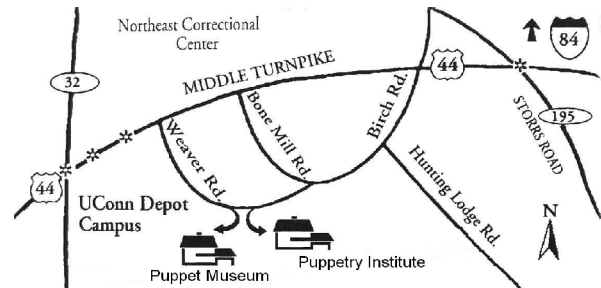 Northeast Correctional
Center
84
32
MIDDLE TURNPIKE
44
195
STORRS ROAD
Weaver Rd.
Bone Mill Rd.
Birch Rd.
Hunting Lodge Rd.
44
UConn Depot
Campus
N
Puppet Museum
Puppetry Institute